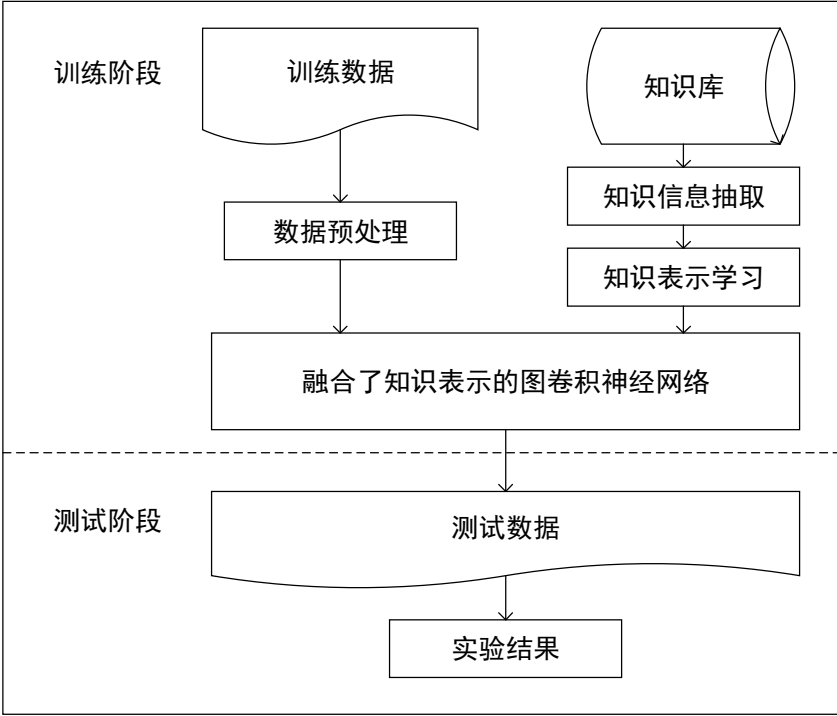 训练阶段
训练数据
知识库
知识信息抽取
数据预处理
知识表示学习
融合了知识表示的图卷积神经网络
测试阶段
测试数据
实验结果